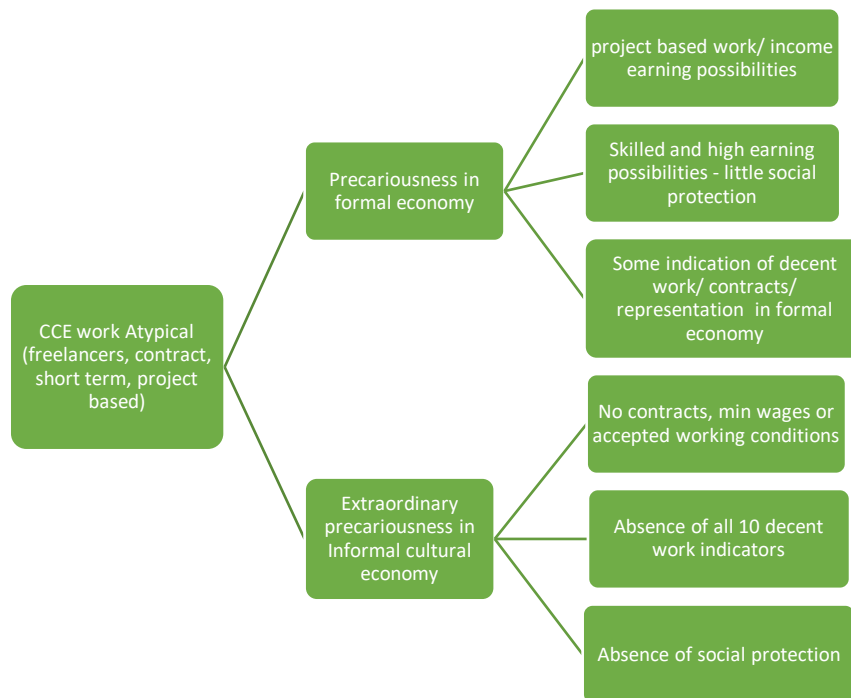 project based work/ income
earning possibilities
Skilled and high earning
possibilities - little social
protection
Precariousness in
formal economy
Some indication of decent
work/ contracts/
representation in formal
economy
CCE work Atypical
(freelancers, contract,
short term, project
based)
No contracts, min wages or
accepted working conditions
Extraordinary
precariousness in
Informal cultural
economy
Absence of all 10 decent
work indicators
Absence of social protection